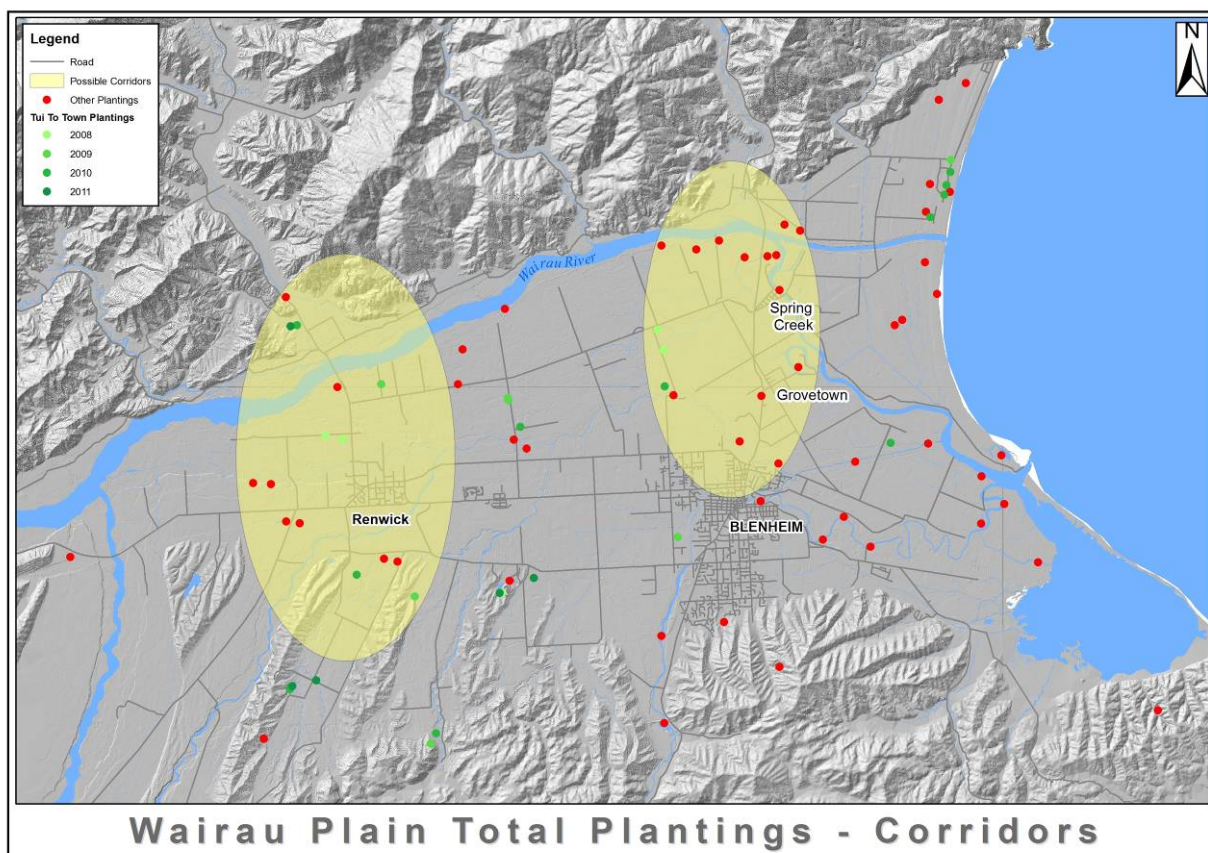 Legend
Road
Possible Corridors
Other Plantings
Tui To Town Plantings
2008
2009
2010
2011
N
Wairau River
Spring
Creek
Grovetown
Renwick
BLENHEIM
Wairau Plain Total Plantings - Corridors